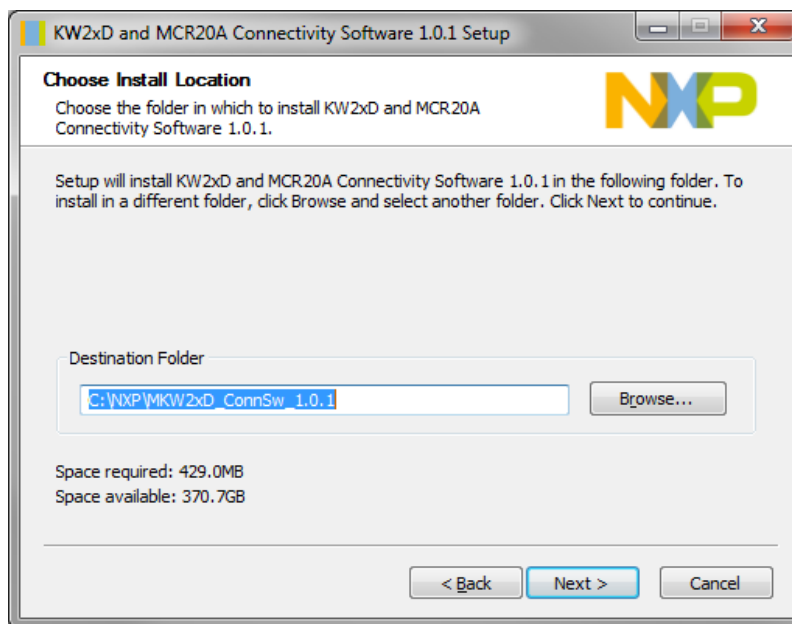 KW2xD and MCR20A Connectivity Software 1.0.1 Setup
Choose Install Location
Choose the folder in which to install KW2xD and MCR20A
Connectivity Software 1.0.1.
NXP
Setup will install KW2xD and MCR20A Connectivity Software 1.0.1 in the following folder. To
install in a different folder, click Browse and select another folder. Click Next to continue.
Destination Folder
C:\NXP\MKW2xD_ConnSw_1.0.1
Browse...
Space required: 429.0MB
Space available: 370.7GB
< Back
Next >
Cancel